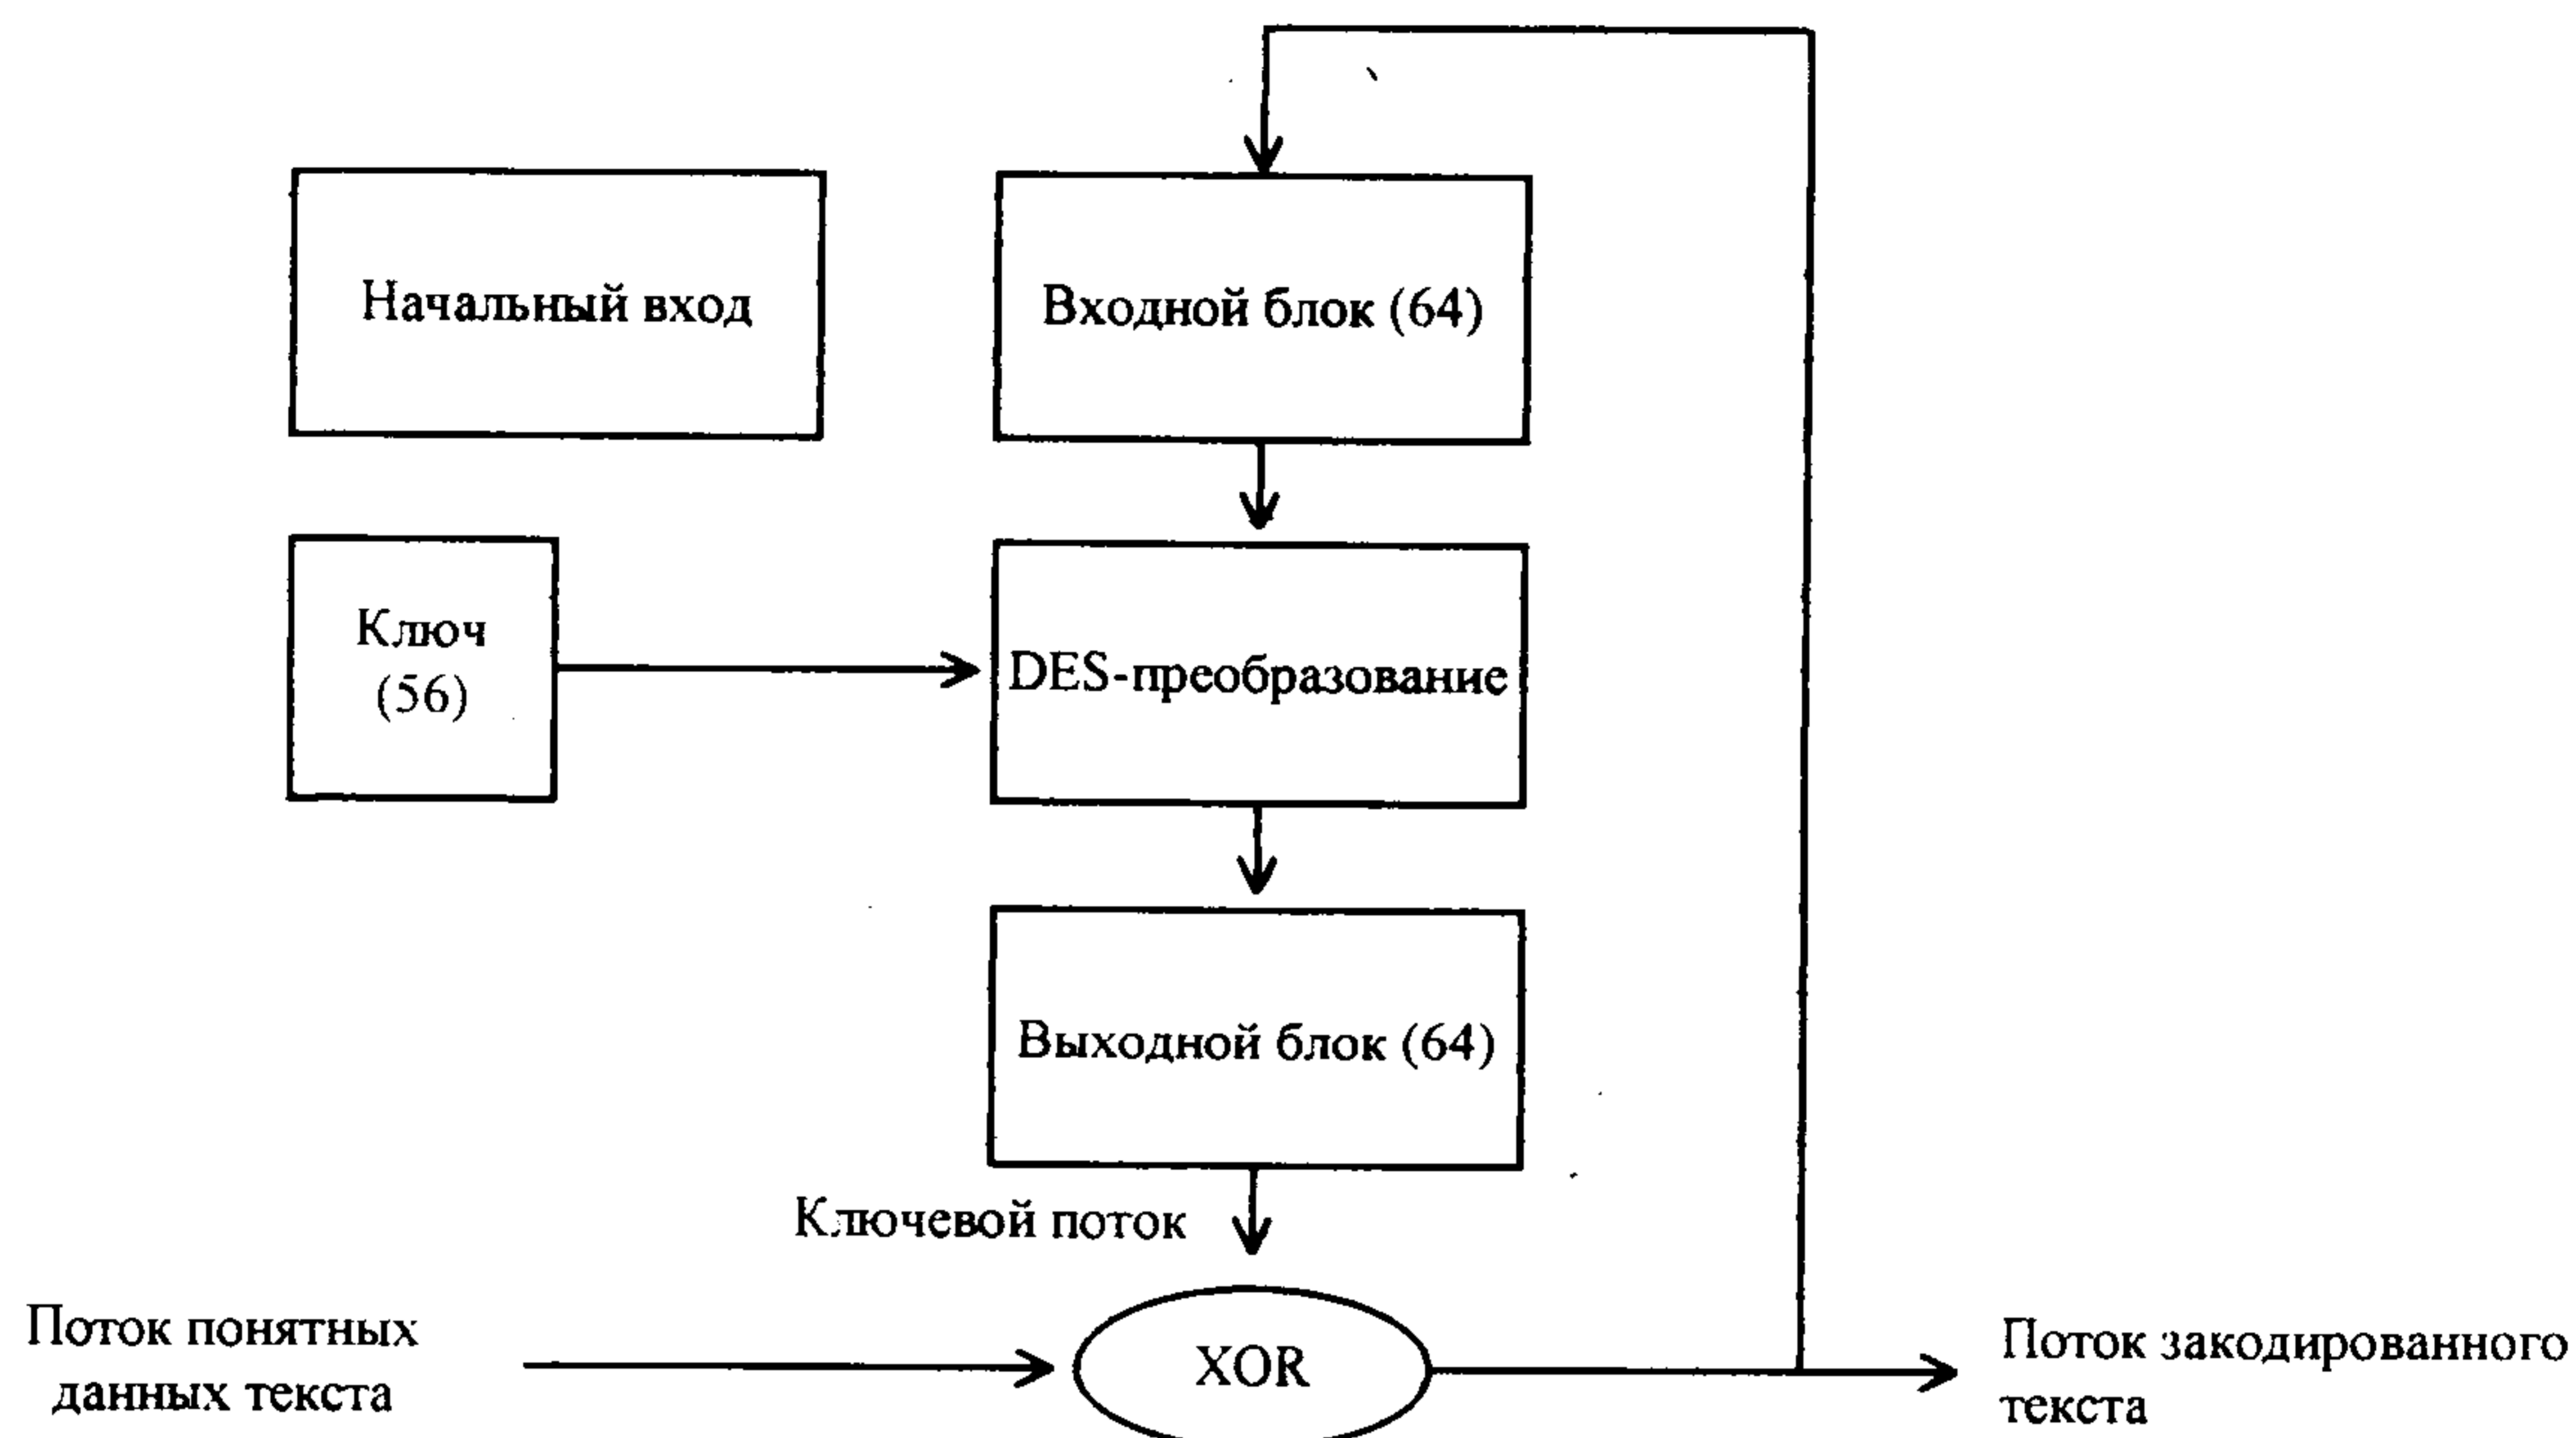 Начальный вход
Входной блок (64)
Ключ
(56)
DES-преобразование
Выходной блок (64)
Ключевой поток
Поток понятных
данных текста
XOR
Поток закодированного
текста